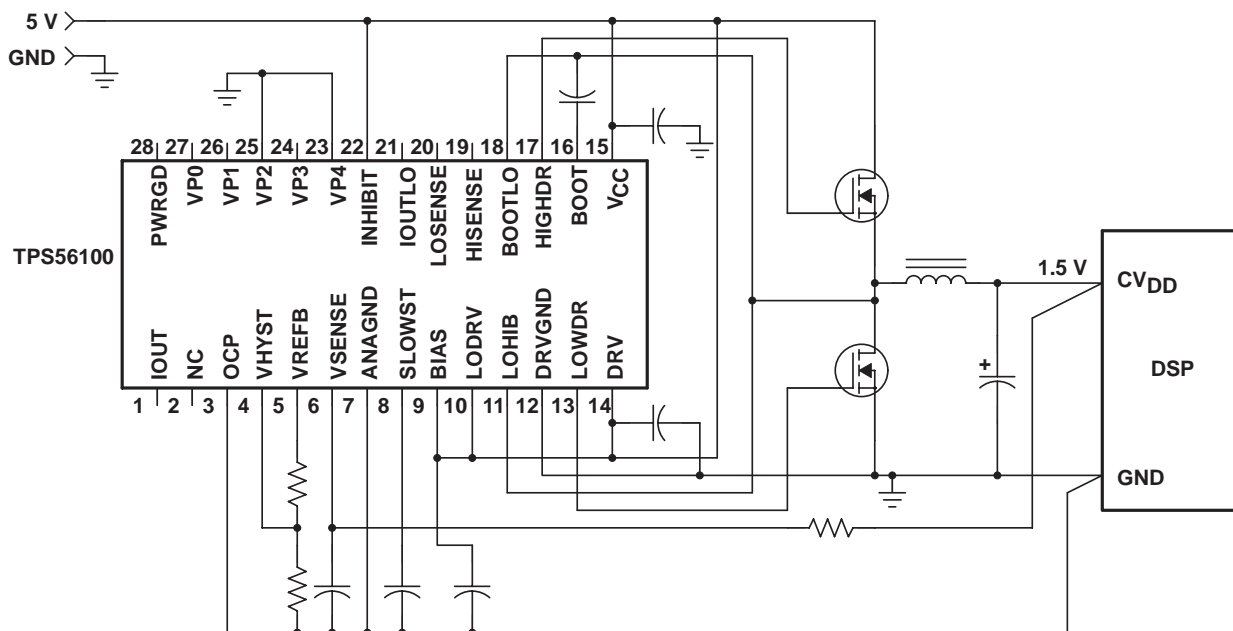 5 V
GND
28 27 26 25 24 23 22 21 20 19 18 17 16 15
PWRGD
VP0
VP1
VP2
VP3
VP4
INHIBIT
IOUTLO
LOSENSE
HISENSE
BOOTLO
HIGHDR
BOOT
VCC
TPS56100
IOUT
NC
OCP
VHYST
VREFB
VSENSE
ANAGND
SLOWST
BIAS
LODRV
LOHIB
DRVGND
LOWDR
DRV
1 2 3 4 5 6 7 8 9 10 11 12 13 14
1.5 V
CVDD
+
DSP
GND